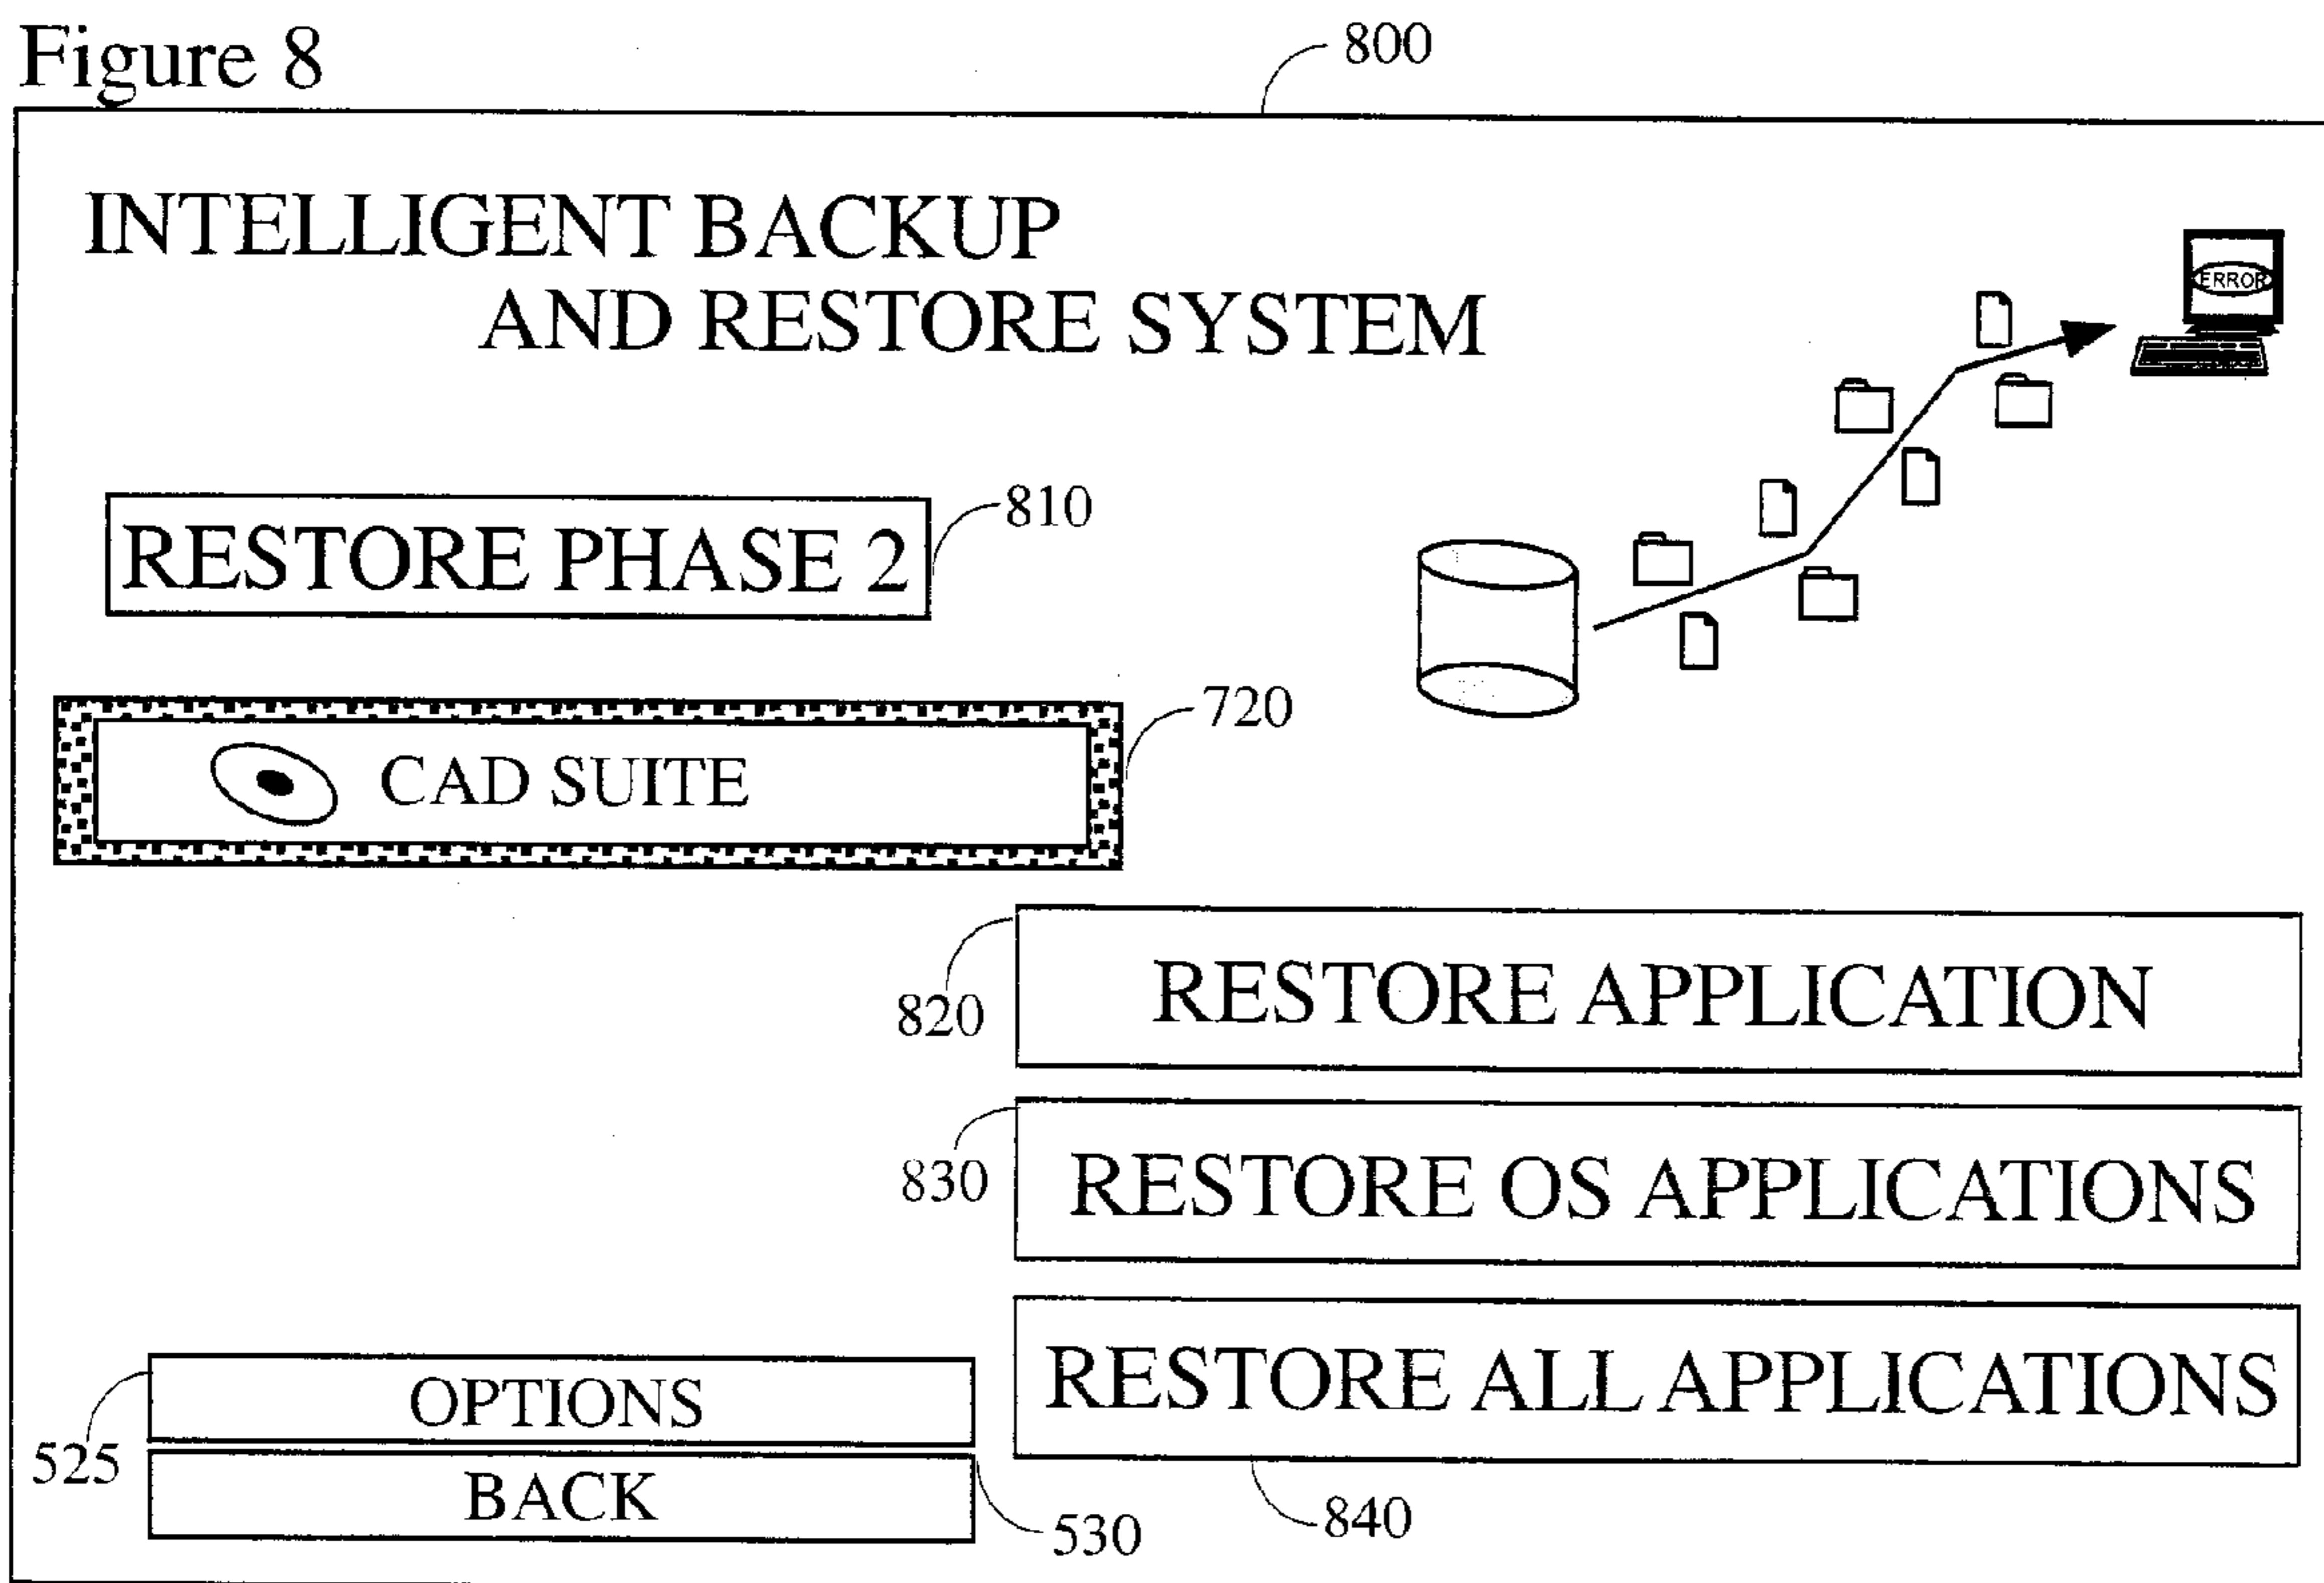 Figure 8
800
INTELLIGENT BACKUP
AND RESTORE SYSTEM
ERROR
RESTORE PHASE 2
810
CAD SUITE
720
RESTORE APPLICATION
820
RESTORE OS APPLICATIONS
830
RESTORE ALL APPLICATIONS
840
OPTIONS
525
BACK
530